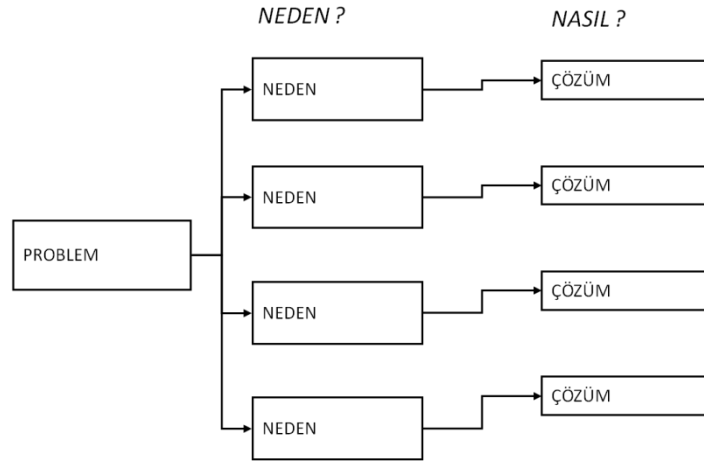 NEDEN ?
NASIL ?
NEDEN
ÇÖZÜM
NEDEN
ÇÖZÜM
PROBLEM
NEDEN
ÇÖZÜM
NEDEN
ÇÖZÜM